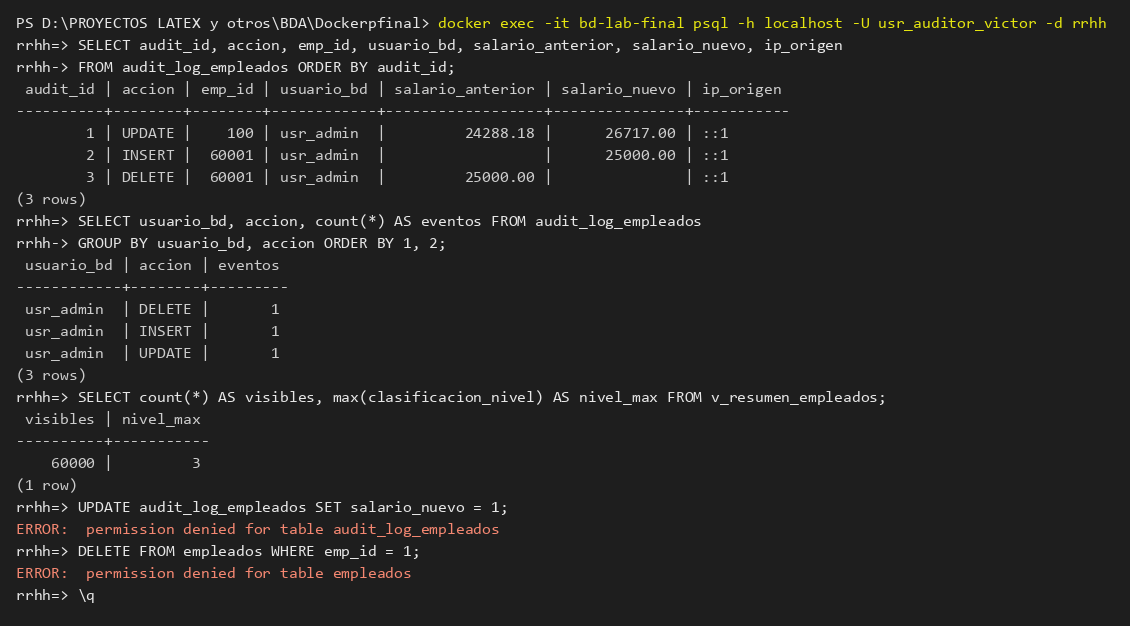 PS D:\PROYECTOS LATEX y otros\BDA\Dockerpfinal> docker exec -it bd-lab-final psql -h localhost -U usr_auditor_victor -d rrhh
rrhh=> SELECT audit_id, accion, emp_id, usuario_bd, salario_anterior, salario_nuevo, ip_origen
rrhh-> FROM audit_log_empleados ORDER BY audit_id;
 audit_id | accion | emp_id | usuario_bd | salario_anterior | salario_nuevo | ip_origen
----------+--------+--------+------------+------------------+---------------+-----------
        1 | UPDATE |    100 | usr_admin  |         24288.18 |      26717.00 | ::1
        2 | INSERT |  60001 | usr_admin  |                  |      25000.00 | ::1
        3 | DELETE |  60001 | usr_admin  |         25000.00 |               | ::1
(3 rows)
rrhh=> SELECT usuario_bd, accion, count(*) AS eventos FROM audit_log_empleados
rrhh-> GROUP BY usuario_bd, accion ORDER BY 1, 2;
 usuario_bd | accion | eventos
------------+--------+---------
 usr_admin  | DELETE |       1
 usr_admin  | INSERT |       1
 usr_admin  | UPDATE |       1
(3 rows)
rrhh=> SELECT count(*) AS visibles, max(clasificacion_nivel) AS nivel_max FROM v_resumen_empleados;
 visibles | nivel_max
----------+-----------
    60000 |         3
(1 row)
rrhh=> UPDATE audit_log_empleados SET salario_nuevo = 1;
ERROR:  permission denied for table audit_log_empleados
rrhh=> DELETE FROM empleados WHERE emp_id = 1;
ERROR:  permission denied for table empleados
rrhh=> \q